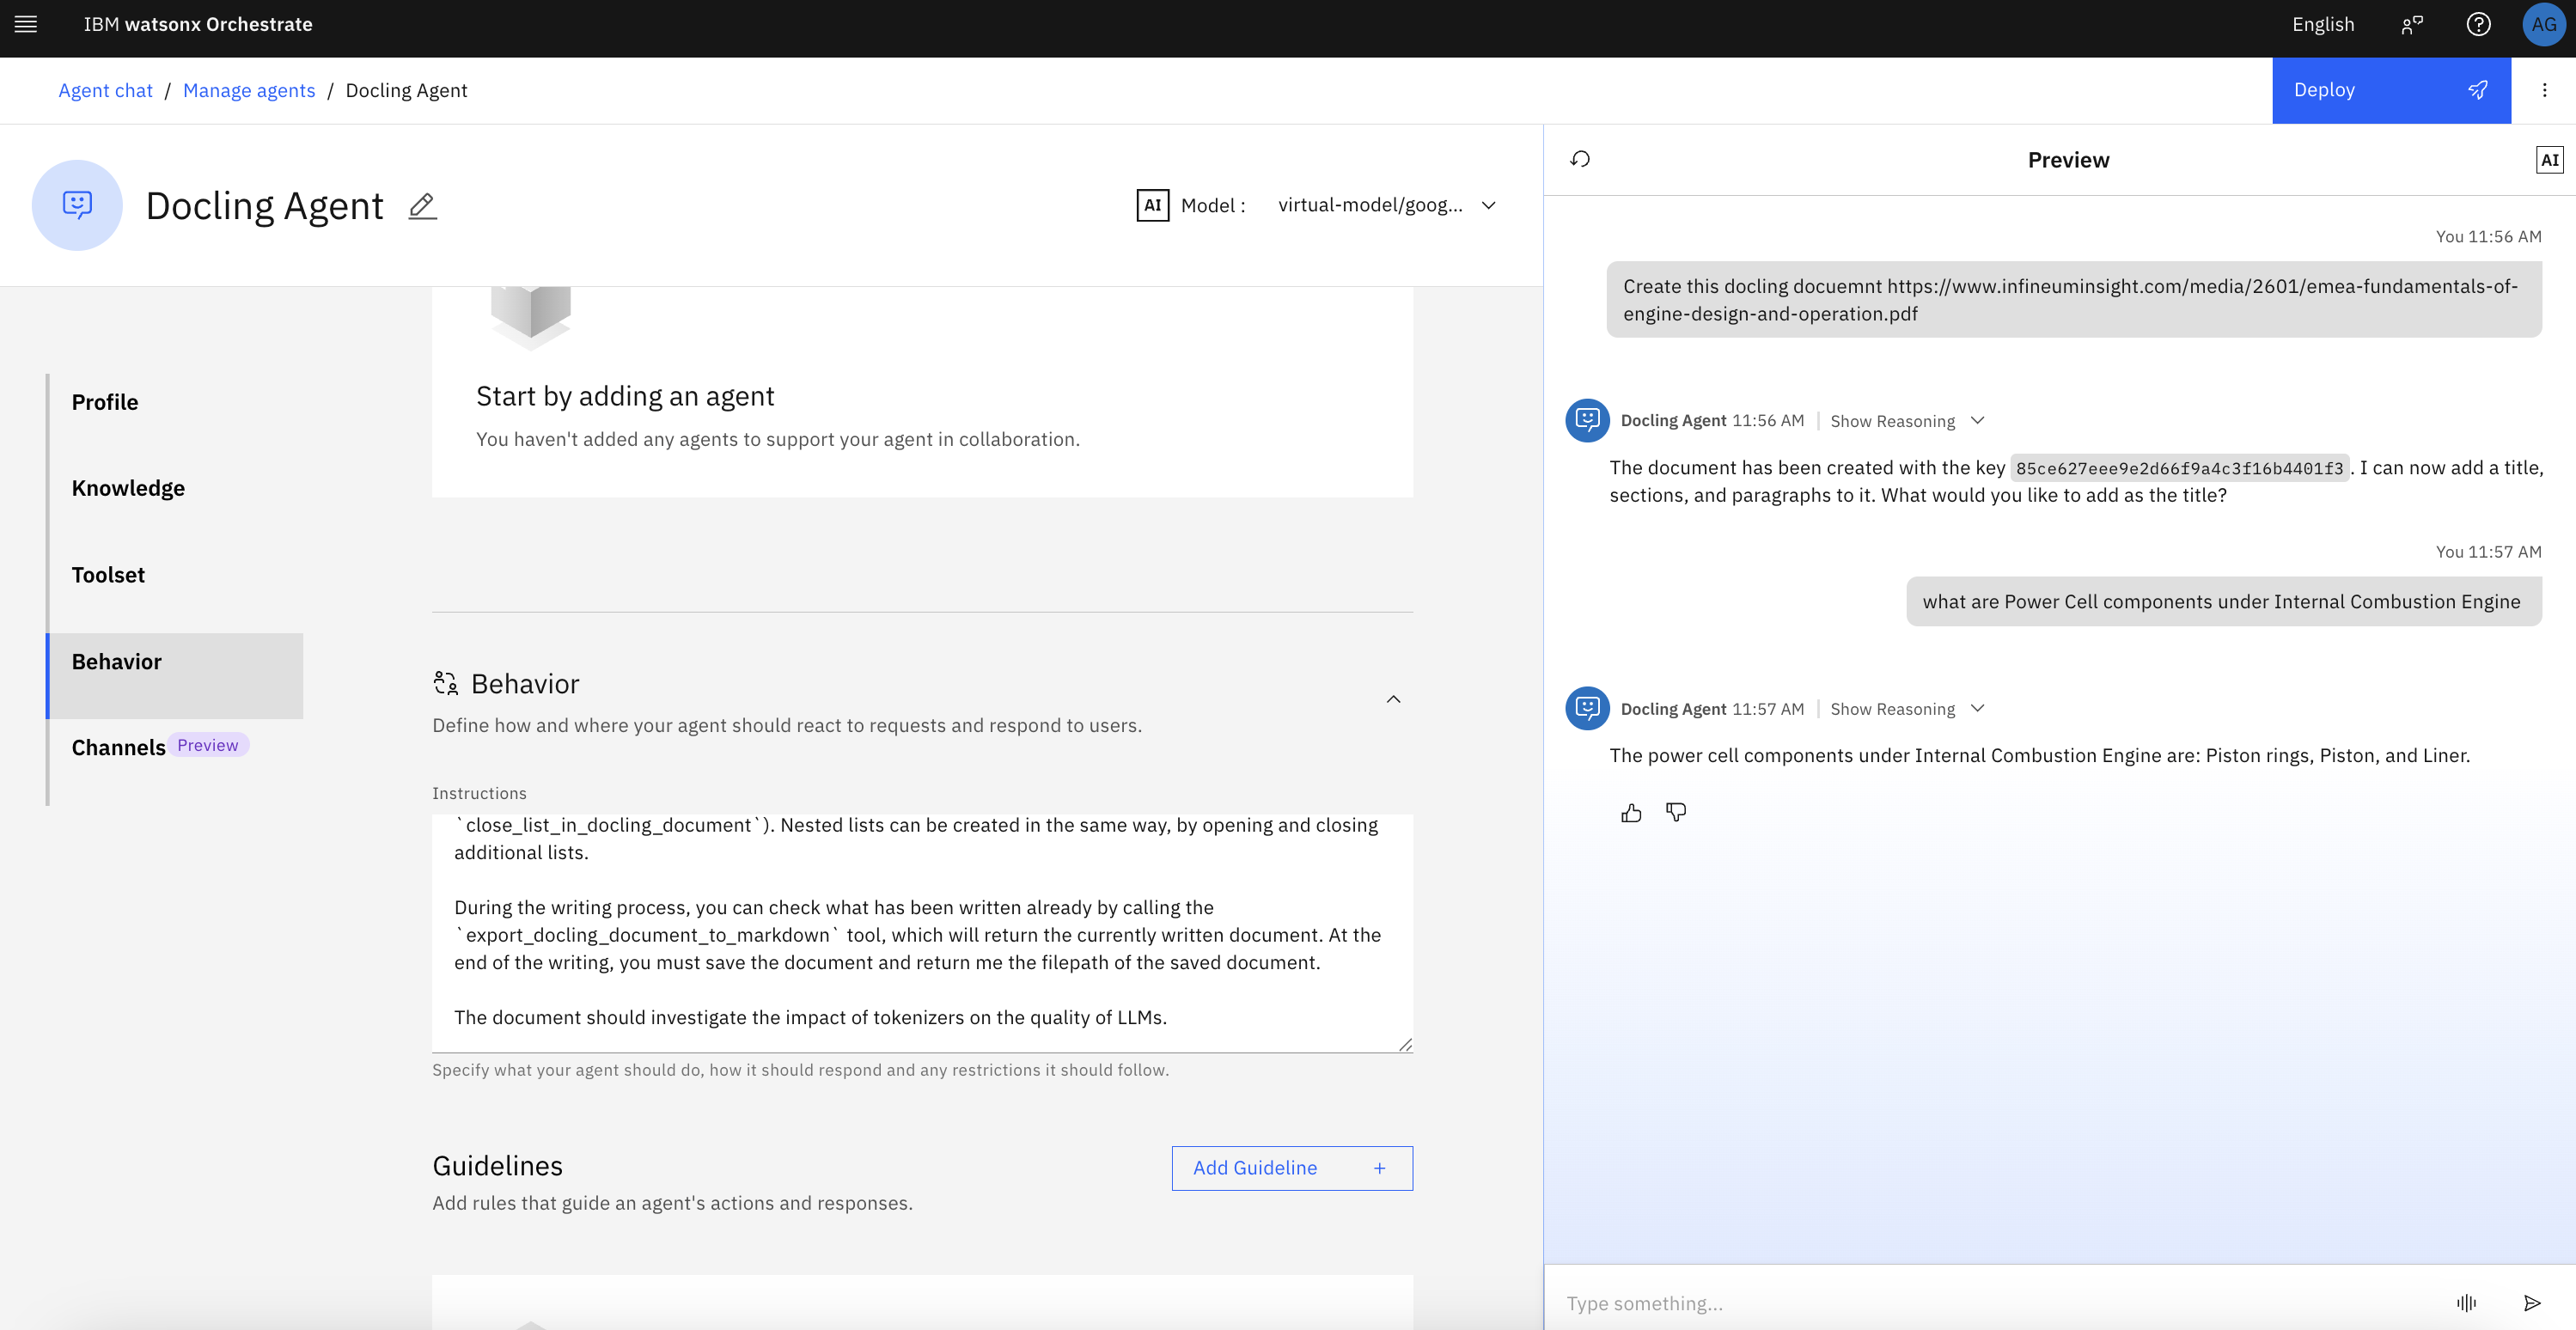 IBM watsonx Orchestrate
English
AG
Agent chat / Manage agents / Docling Agent
Deploy
Docling Agent
AI Model : virtual-model/goog...
Start by adding an agent
You haven't added any agents to support your agent in collaboration.
Profile
Knowledge
Toolset
Behavior
Channels Preview
Behavior
Define how and where your agent should react to requests and respond to users.
Instructions
`close_list_in_docling_document`). Nested lists can be created in the same way, by opening and closing
additional lists.
During the writing process, you can check what has been written already by calling the
`export_docling_document_to_markdown` tool, which will return the currently written document. At the
end of the writing, you must save the document and return me the filepath of the saved document.
The document should investigate the impact of tokenizers on the quality of LLMs.
Specify what your agent should do, how it should respond and any restrictions it should follow.
Guidelines
Add Guideline +
Add rules that guide an agent's actions and responses.
Preview
AI
You 11:56 AM
Create this docling docuemnt https://www.infineuminsight.com/media/2601/emea-fundamentals-of-
engine-design-and-operation.pdf
Docling Agent 11:56 AM | Show Reasoning
The document has been created with the key 85ce627eee9e2d66f9a4c3f16b4401f3. I can now add a title,
sections, and paragraphs to it. What would you like to add as the title?
You 11:57 AM
what are Power Cell components under Internal Combustion Engine
Docling Agent 11:57 AM | Show Reasoning
The power cell components under Internal Combustion Engine are: Piston rings, Piston, and Liner.
Type something...